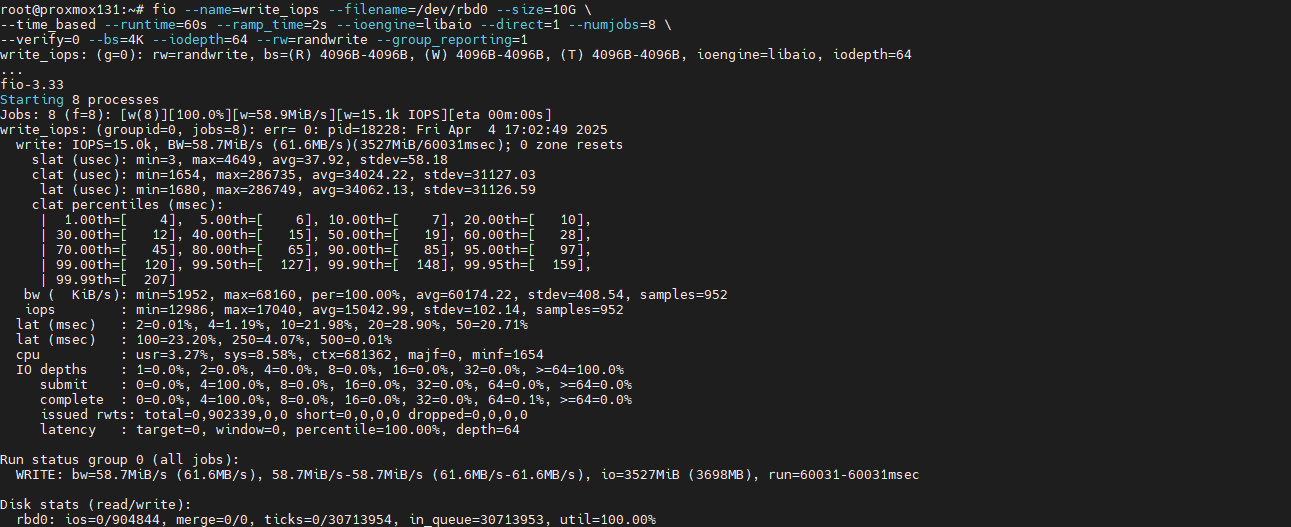 root@proxmox131:~# fio --name=write_iops --filename=/dev/rbd0 --size=10G \
--time_based --runtime=60s --ramp_time=2s --ioengine=libaio --direct=1 --numjobs=8 \
--verify=0 --bs=4K --iodepth=64 --rw=randwrite --group_reporting=1
write_iops: (g=0): rw=randwrite, bs=(R) 4096B-4096B, (W) 4096B-4096B, (T) 4096B-4096B, ioengine=libaio, iodepth=64
...
fio-3.33
Starting 8 processes
Jobs: 8 (f=8): [w(8)][100.0%][w=58.9MiB/s][w=15.1k IOPS][eta 00m:00s]
write_iops: (groupid=0, jobs=8): err= 0: pid=18228: Fri Apr  4 17:02:49 2025
  write: IOPS=15.0k, BW=58.7MiB/s (61.6MB/s)(3527MiB/60031msec); 0 zone resets
    slat (usec): min=3, max=4649, avg=37.92, stdev=58.18
    clat (usec): min=1654, max=286735, avg=34024.22, stdev=31127.03
     lat (usec): min=1680, max=286749, avg=34062.13, stdev=31126.59
    clat percentiles (msec):
     |  1.00th=[    4],  5.00th=[    6], 10.00th=[    7], 20.00th=[   10],
     | 30.00th=[   12], 40.00th=[   15], 50.00th=[   19], 60.00th=[   28],
     | 70.00th=[   45], 80.00th=[   65], 90.00th=[   85], 95.00th=[   97],
     | 99.00th=[  120], 99.50th=[  127], 99.90th=[  148], 99.95th=[  159],
     | 99.99th=[  207]
   bw (  KiB/s): min=51952, max=68160, per=100.00%, avg=60174.22, stdev=408.54, samples=952
   iops        : min=12986, max=17040, avg=15042.99, stdev=102.14, samples=952
  lat (msec)   : 2=0.01%, 4=1.19%, 10=21.98%, 20=28.90%, 50=20.71%
  lat (msec)   : 100=23.20%, 250=4.07%, 500=0.01%
  cpu          : usr=3.27%, sys=8.58%, ctx=681362, majf=0, minf=1654
  IO depths    : 1=0.0%, 2=0.0%, 4=0.0%, 8=0.0%, 16=0.0%, 32=0.0%, >=64=100.0%
     submit    : 0=0.0%, 4=100.0%, 8=0.0%, 16=0.0%, 32=0.0%, 64=0.0%, >=64=0.0%
     complete  : 0=0.0%, 4=100.0%, 8=0.0%, 16=0.0%, 32=0.0%, 64=0.1%, >=64=0.0%
     issued rwts: total=0,902339,0,0 short=0,0,0,0 dropped=0,0,0,0
     latency   : target=0, window=0, percentile=100.00%, depth=64
Run status group 0 (all jobs):
  WRITE: bw=58.7MiB/s (61.6MB/s), 58.7MiB/s-58.7MiB/s (61.6MB/s-61.6MB/s), io=3527MiB (3698MB), run=60031-60031msec
Disk stats (read/write):
  rbd0: ios=0/904844, merge=0/0, ticks=0/30713954, in_queue=30713953, util=100.00%